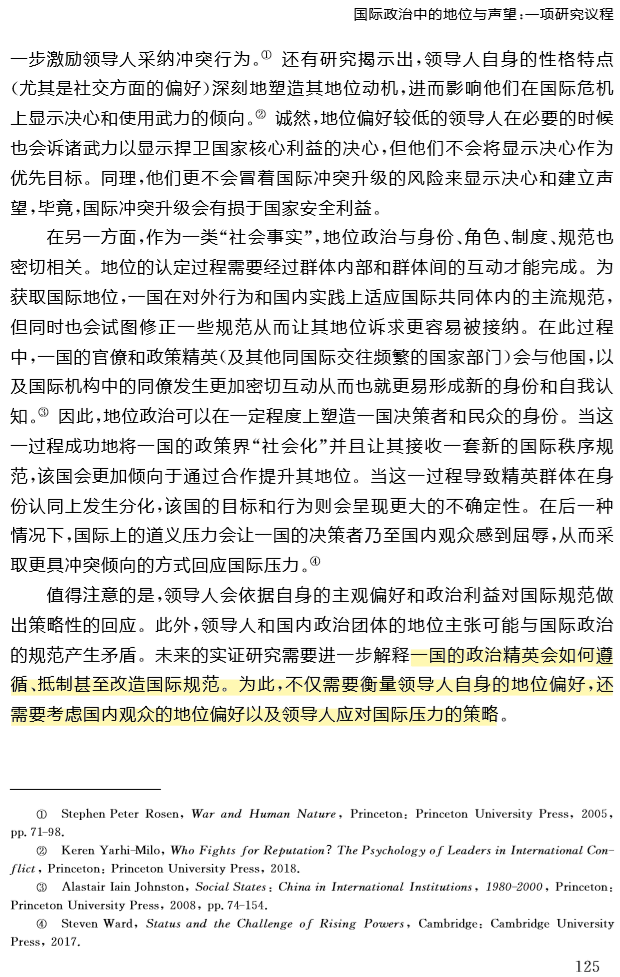 国际政治中的地位与声望:一项研究议程
一步激励领导人采纳冲突行为。① 还有研究揭示出,领导人自身的性格特点
(尤其是社交方面的偏好)深刻地塑造其地位动机,进而影响他们在国际危机
上显示决心和使用武力的倾向。② 诚然,地位偏好较低的领导人在必要的时候
也会诉诸武力以显示捍卫国家核心利益的决心,但他们不会将显示决心作为
优先目标。同理,他们更不会冒着国际冲突升级的风险来显示决心和建立声
望,毕竟,国际冲突升级会有损于国家安全利益。
在另一方面,作为一类“社会事实”,地位政治与身份、角色、制度、规范也
密切相关。地位的认定过程需要经过群体内部和群体间的互动才能完成。为
获取国际地位,一国在对外行为和国内实践上适应国际共同体内的主流规范,
但同时也会试图修正一些规范从而让其地位诉求更容易被接纳。在此过程
中,一国的官僚和政策精英(及其他同国际交往频繁的国家部门)会与他国,以
及国际机构中的同僚发生更加密切互动从而也就更易形成新的身份和自我认
知。③ 因此,地位政治可以在一定程度上塑造一国决策者和民众的身份。当这
一过程成功地将一国的政策界“社会化”并且让其接收一套新的国际秩序规
范,该国会更加倾向于通过合作提升其地位。当这一过程导致精英群体在身
份认同上发生分化,该国的目标和行为则会呈现更大的不确定性。在后一种
情况下,国际上的道义压力会让一国的决策者乃至国内观众感到屈辱,从而采
取更具冲突倾向的方式回应国际压力。④
值得注意的是,领导人会依据自身的主观偏好和政治利益对国际规范做
出策略性的回应。此外,领导人和国内政治团体的地位主张可能与国际政治
的规范产生矛盾。未来的实证研究需要进一步解释一国的政治精英会如何遵
循、抵制甚至改造国际规范。为此,不仅需要衡量领导人自身的地位偏好,还
需要考虑国内观众的地位偏好以及领导人应对国际压力的策略。
① Stephen Peter Rosen, War and Human Nature, Princeton: Princeton University Press, 2005,
pp. 71-98.
② Keren Yarhi-Milo, Who Fights for Reputation? The Psychology of Leaders in International Con-
flict, Princeton: Princeton University Press, 2018.
③ Alastair Iain Johnston, Social States: China in International Institutions, 1980-2000, Princeton:
Princeton University Press, 2008, pp. 74-154.
④ Steven Ward, Status and the Challenge of Rising Powers, Cambridge: Cambridge University
Press, 2017.
125